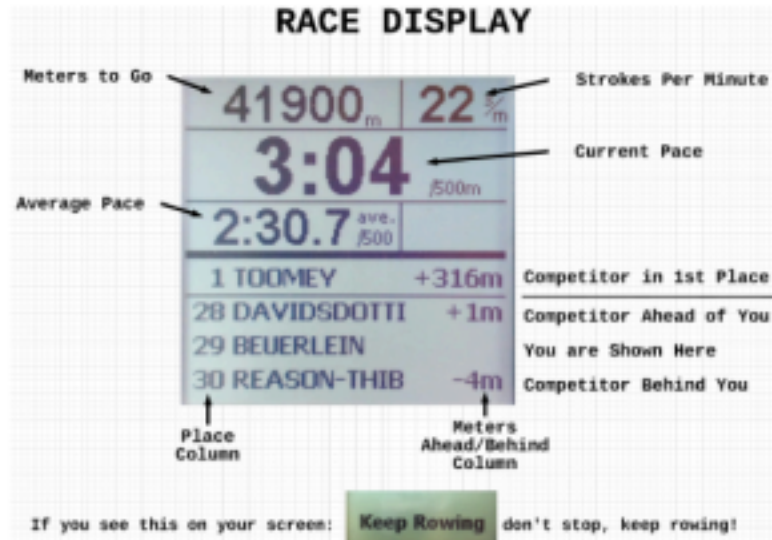 RACE DISPLAY
Meters to Go
41900m
22 s/m
Strokes Per Minute
3:04 /500m
Current Pace
Average Pace
2:30.7 ave. /500
1 TOOMEY +316m
Competitor in 1st Place
28 DAVIDSDOTTI +1m
Competitor Ahead of You
29 BEUERLEIN
You are Shown Here
30 REASON-THIB -4m
Competitor Behind You
Place
Column
Meters
Ahead/Behind
Column
If you see this on your screen: Keep Rowing don't stop, keep rowing!